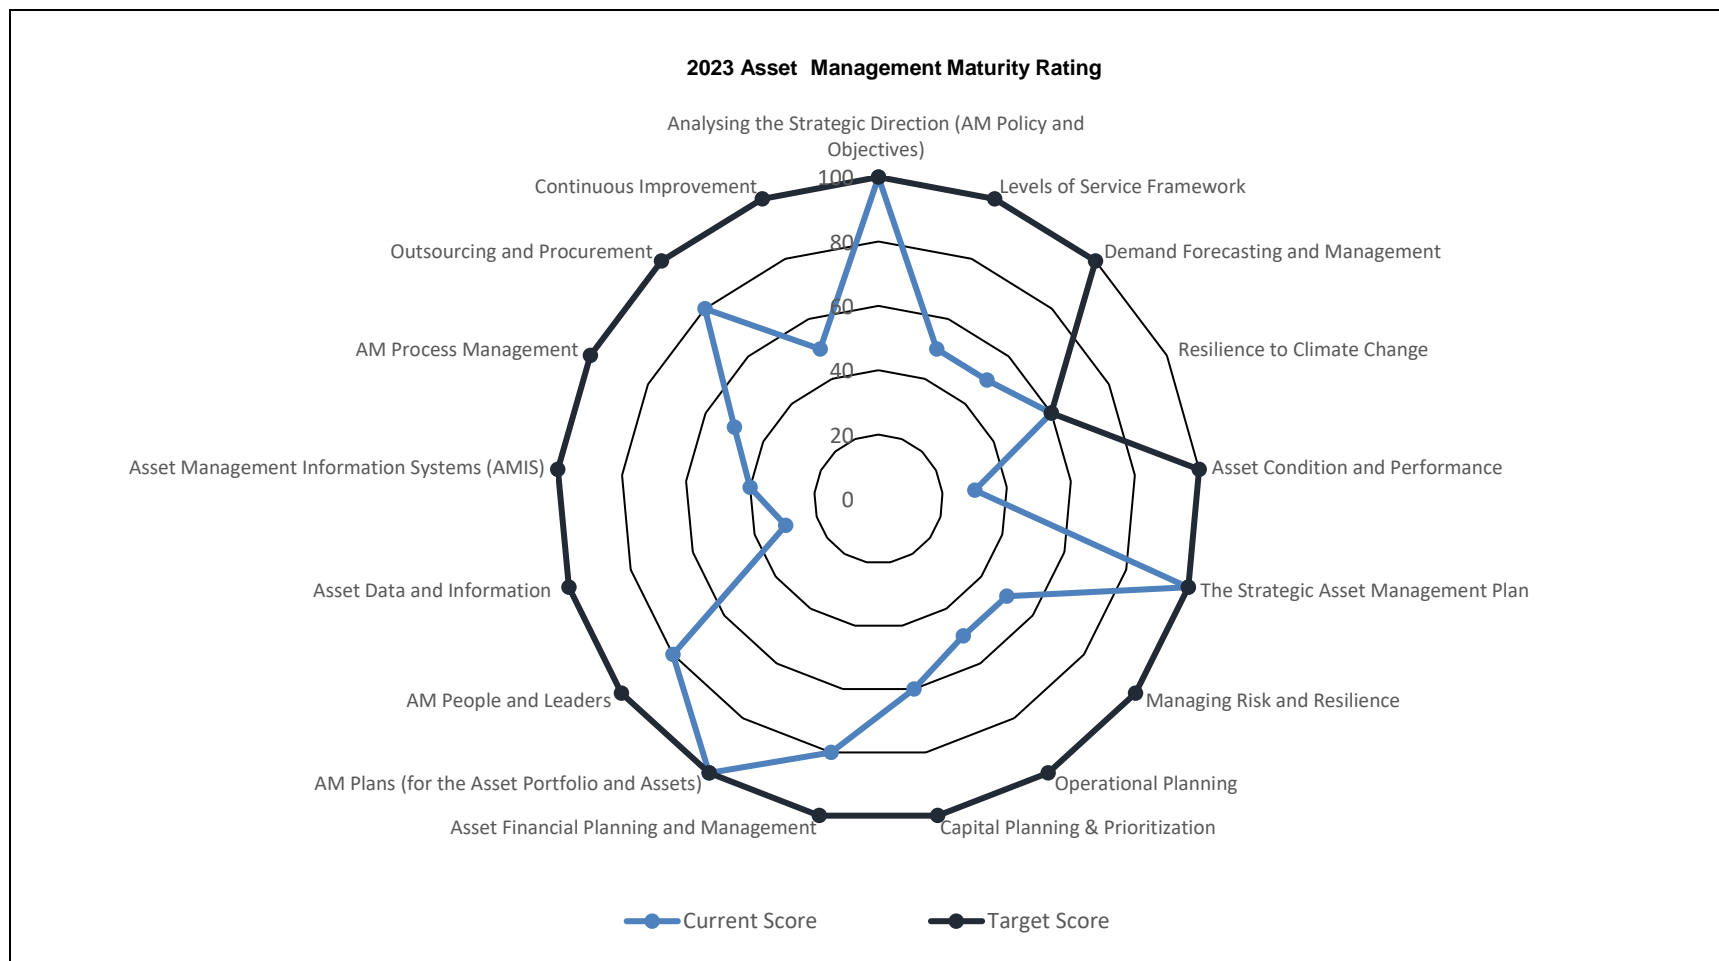 2023 Asset Management Maturity Rating
Analysing the Strategic Direction (AM Policy and
Objectives)
Continuous Improvement
100
Levels of Service Framework
Outsourcing and Procurement
80
Demand Forecasting and Management
60
AM Process Management
Resilience to Climate Change
40
20
Asset Management Information Systems (AMIS)
Asset Condition and Performance
0
Asset Data and Information
The Strategic Asset Management Plan
AM People and Leaders
Managing Risk and Resilience
AM Plans (for the Asset Portfolio and Assets)
Operational Planning
Asset Financial Planning and Management
Capital Planning & Prioritization
Current Score
Target Score